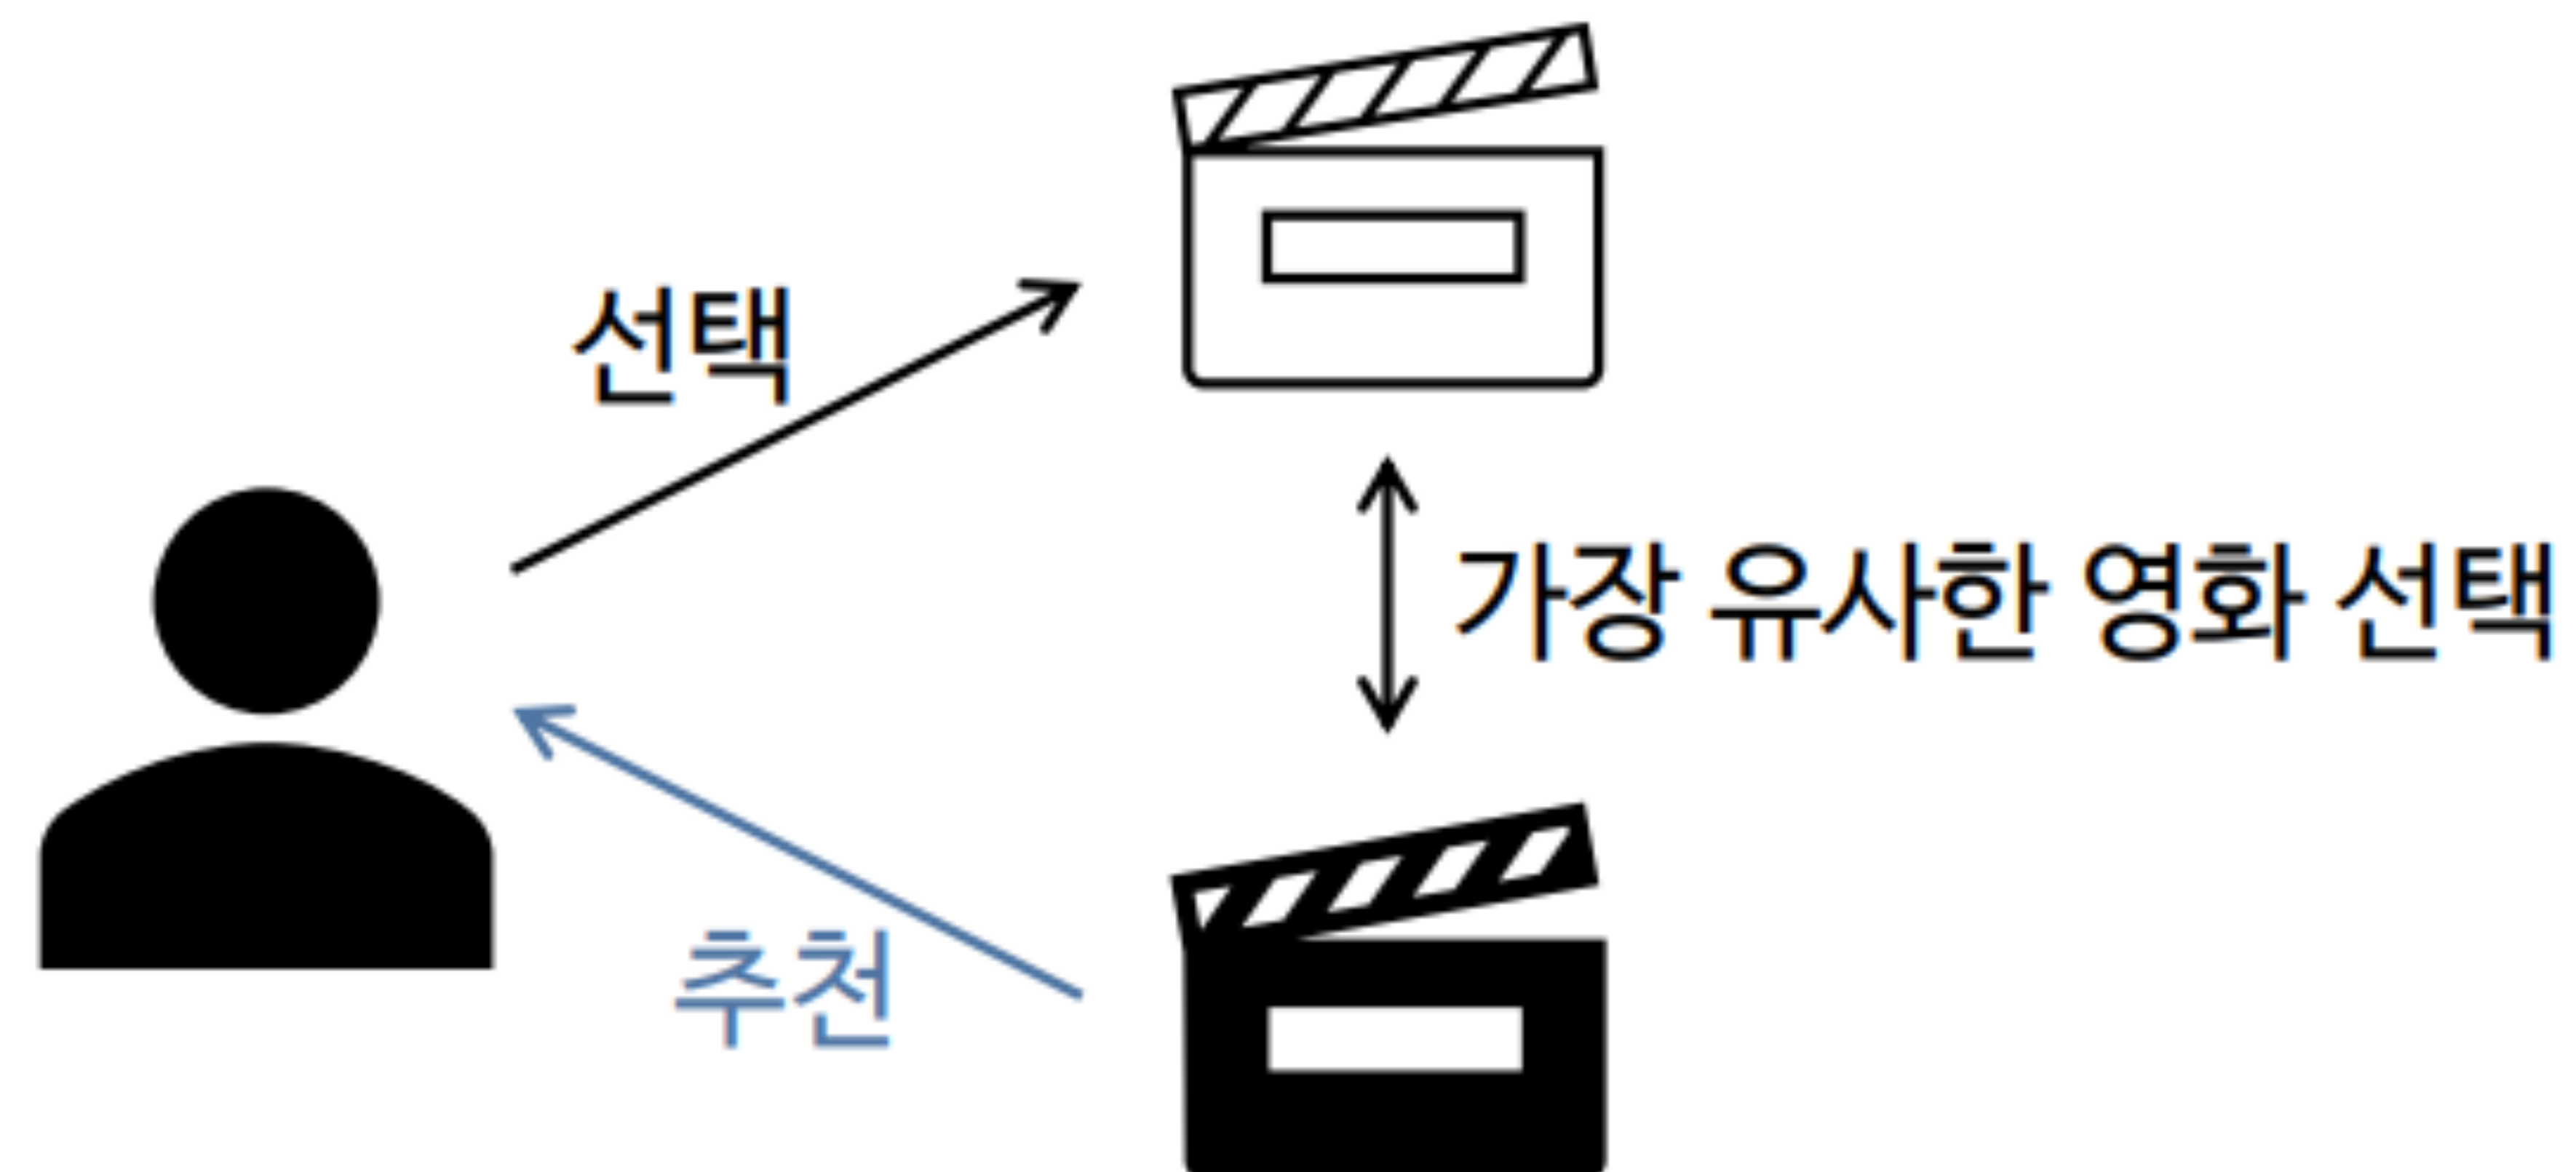 선택
가장 유사한 영화 선택
추천